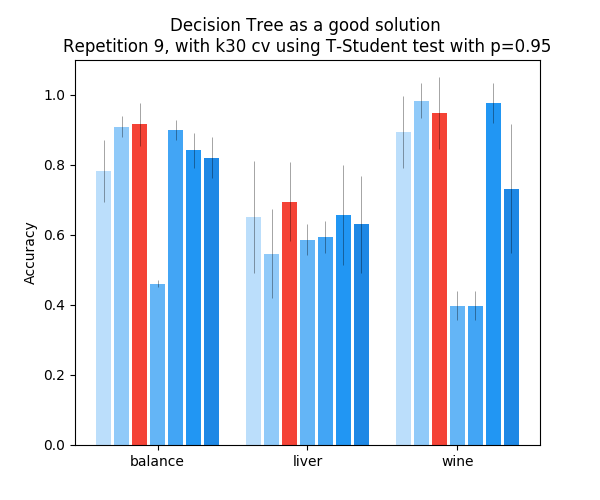 Decision Tree as a good solution
Repetition 9, with k30 cv using T-Student test with p=0.95
1.0
0.8
0.6
0.4
0.2
0.0
Accuracy
balance liver wine